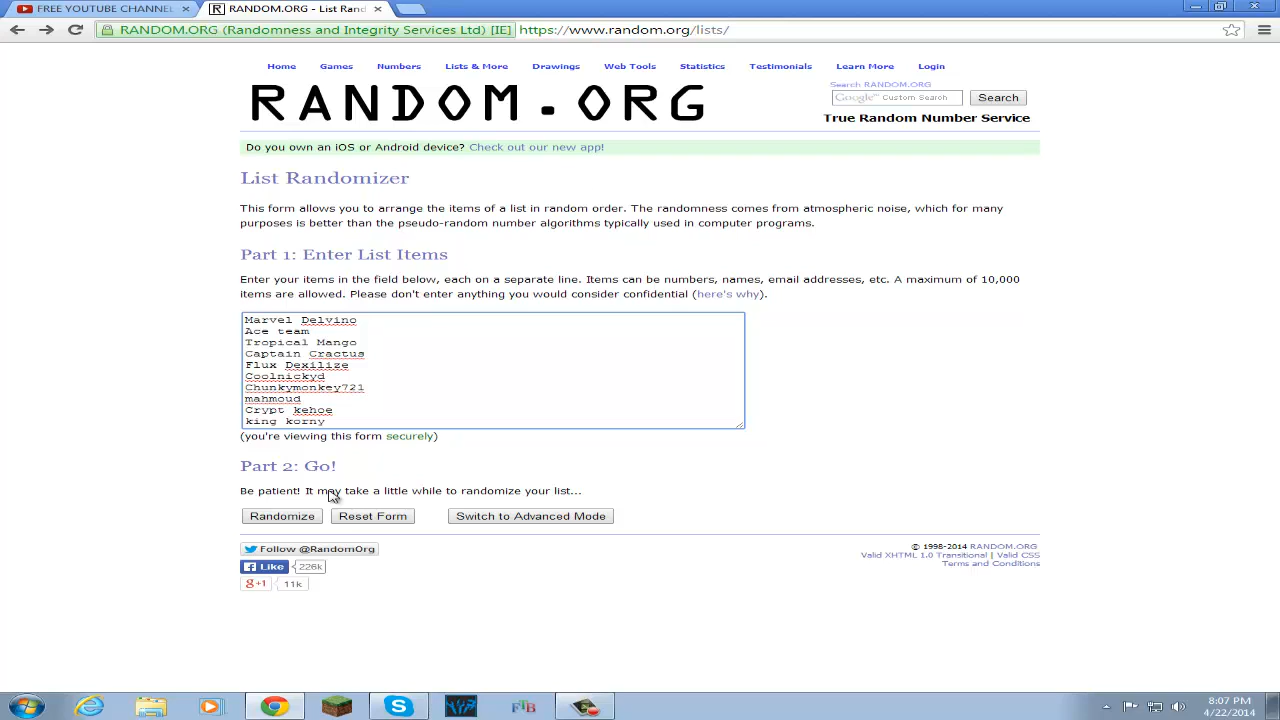 FREE YOUTUBE CHANNEL
RANDOM.ORG - List Rand
RANDOM.ORG (Randomness and Integrity Services Ltd) [IE] https://www.random.org/lists/
Home Games Numbers Lists & More Drawings Web Tools Statistics Testimonials Learn More Login
RANDOM.ORG
Search RANDOM.ORG
Google™ Custom Search Search
True Random Number Service
Do you own an iOS or Android device? Check out our new app!
List Randomizer
This form allows you to arrange the items of a list in random order. The randomness comes from atmospheric noise, which for many
purposes is better than the pseudo-random number algorithms typically used in computer programs.
Part 1: Enter List Items
Enter your items in the field below, each on a separate line. Items can be numbers, names, email addresses, etc. A maximum of 10,000
items are allowed. Please don't enter anything you would consider confidential (here's why).
Marvel Delvino
Ace team
Tropical Mango
Captain Cractus
Flux Dexilize
Coolnickyd
Chunkymonkey721
mahmoud
Crypt kehoe
king korny
(you're viewing this form securely)
Part 2: Go!
Be patient! It may take a little while to randomize your list...
Randomize Reset Form Switch to Advanced Mode
Follow @RandomOrg
Like 226k
g+1 11k
© 1998-2014 RANDOM.ORG
Valid XHTML 1.0 Transitional | Valid CSS
Terms and Conditions
FTB
8:07 PM
4/22/2014